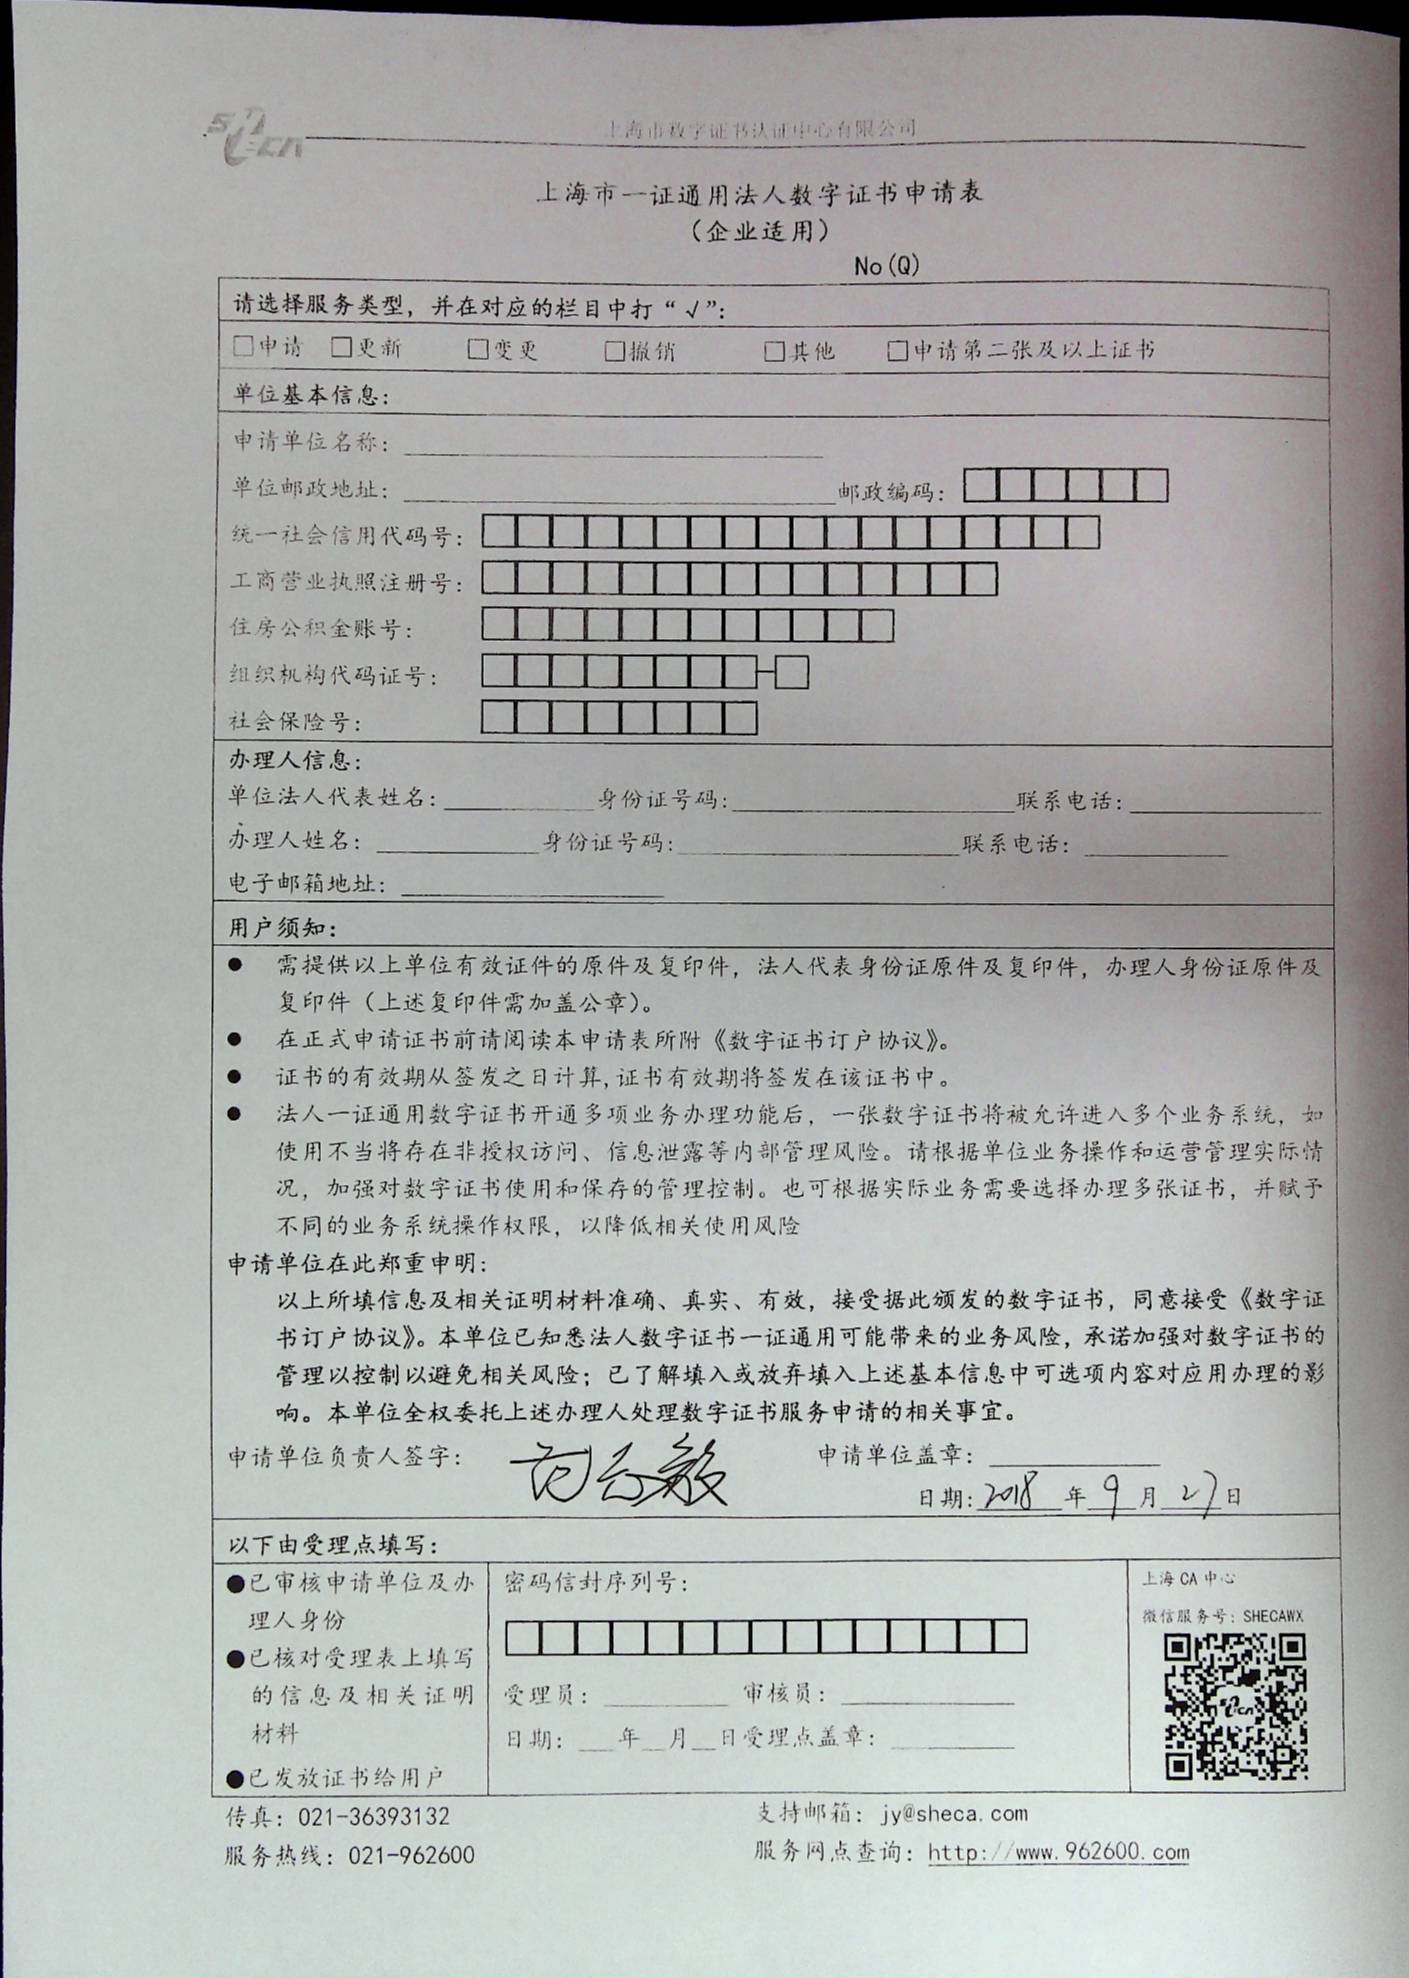 上海市数字证书认证中心有限公司
上海市一证通用法人数字证书申请表
（企业适用）
No(Q)
请选择服务类型，并在对应的栏目中打“√”：
□申请 □更新 □变更 □撤销 □其他 □申请第二张及以上证书
单位基本信息：
申请单位名称：
单位邮政地址： 邮政编码：
统一社会信用代码号：
工商营业执照注册号：
住房公积金账号：
组织机构代码证号： -
社会保险号：
办理人信息：
单位法人代表姓名： 身份证号码： 联系电话：
办理人姓名： 身份证号码： 联系电话：
电子邮箱地址：
用户须知：
● 需提供以上单位有效证件的原件及复印件，法人代表身份证原件及复印件，办理人身份证原件及
复印件（上述复印件需加盖公章）。
● 在正式申请证书前请阅读本申请表所附《数字证书订户协议》。
● 证书的有效期从签发之日计算,证书有效期将签发在该证书中。
● 法人一证通用数字证书开通多项业务办理功能后，一张数字证书将被允许进入多个业务系统，如
使用不当将存在非授权访问、信息泄露等内部管理风险。请根据单位业务操作和运营管理实际情
况，加强对数字证书使用和保存的管理控制。也可根据实际业务需要选择办理多张证书，并赋予
不同的业务系统操作权限，以降低相关使用风险
申请单位在此郑重申明：
以上所填信息及相关证明材料准确、真实、有效，接受据此颁发的数字证书，同意接受《数字证
书订户协议》。本单位已知悉法人数字证书一证通用可能带来的业务风险，承诺加强对数字证书的
管理以控制以避免相关风险；已了解填入或放弃填入上述基本信息中可选项内容对应用办理的影
响。本单位全权委托上述办理人处理数字证书服务申请的相关事宜。
申请单位负责人签字： 申请单位盖章：
日期：2018年9月27日
以下由受理点填写：
●已审核申请单位及办
理人身份
●已核对受理表上填写
的信息及相关证明
材料
●已发放证书给用户
密码信封序列号：
受理员： 审核员：
日期： 年 月 日受理点盖章：
上海CA中心
微信服务号：SHECAWX
传真：021-36393132 支持邮箱：jy@sheca.com
服务热线：021-962600 服务网点查询：http://www.962600.com